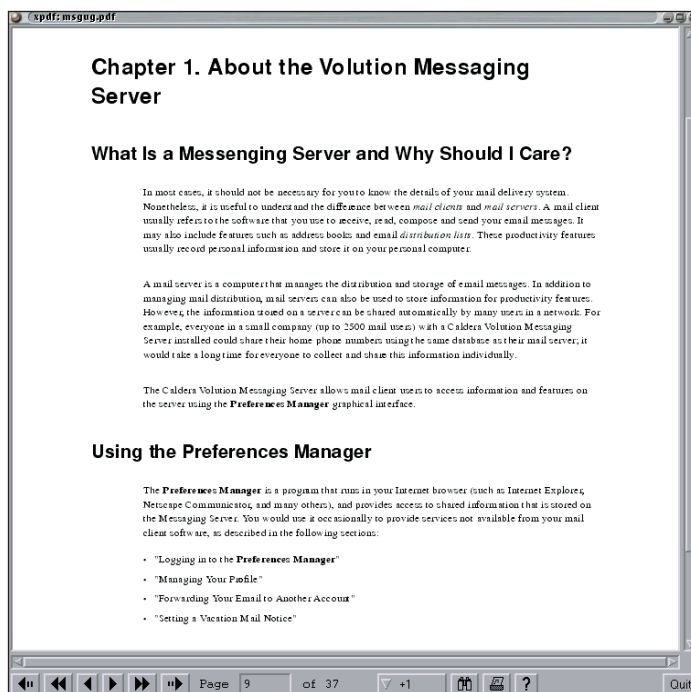 xpdf: msgug.pdf
Chapter 1. About the Volution Messaging
Server
What Is a Messenging Server and Why Should I Care?
In most cases, it should not be necessary for you to know the details of your mail delivery system.
Nonetheless, it is useful to understand the difference between mail clients and mail servers. A mail client
usually refers to the software that you use to receive, read, compose and send your email messages. It
may also include features such as address books and email distribution lists. These productivity features
usually record personal information and store it on your personal computer.
A mail server is a computer that manages the distribution and storage of email messages. In addition to
managing mail distribution, mail servers can also be used to store information for productivity features.
However, the information stored on a server can be shared automatically by many users in a network. For
example, everyone in a small company (up to 2500 mail users) with a Caldera Volution Messaging
Server installed could share their home phone numbers using the same database as their mail server; it
would take a long time for everyone to collect and share this information individually.
The Caldera Volution Messaging Server allows mail client users to access information and features on
the server using the Preferences Manager graphical interface.
Using the Preferences Manager
The Preferences Manager is a program that runs in your Internet browser (such as Internet Explorer,
Netscape Communicator, and many others), and provides access to shared information that is stored on
the Messaging Server. You would use it occasionally to provide services not available from your mail
client software, as described in the following sections:
• "Logging in to the Preferences Manager"
• "Managing Your Profile"
• "Forwarding Your Email to Another Account"
• "Setting a Vacation Mail Notice"
Page 9 of 37 +1 ? Quit